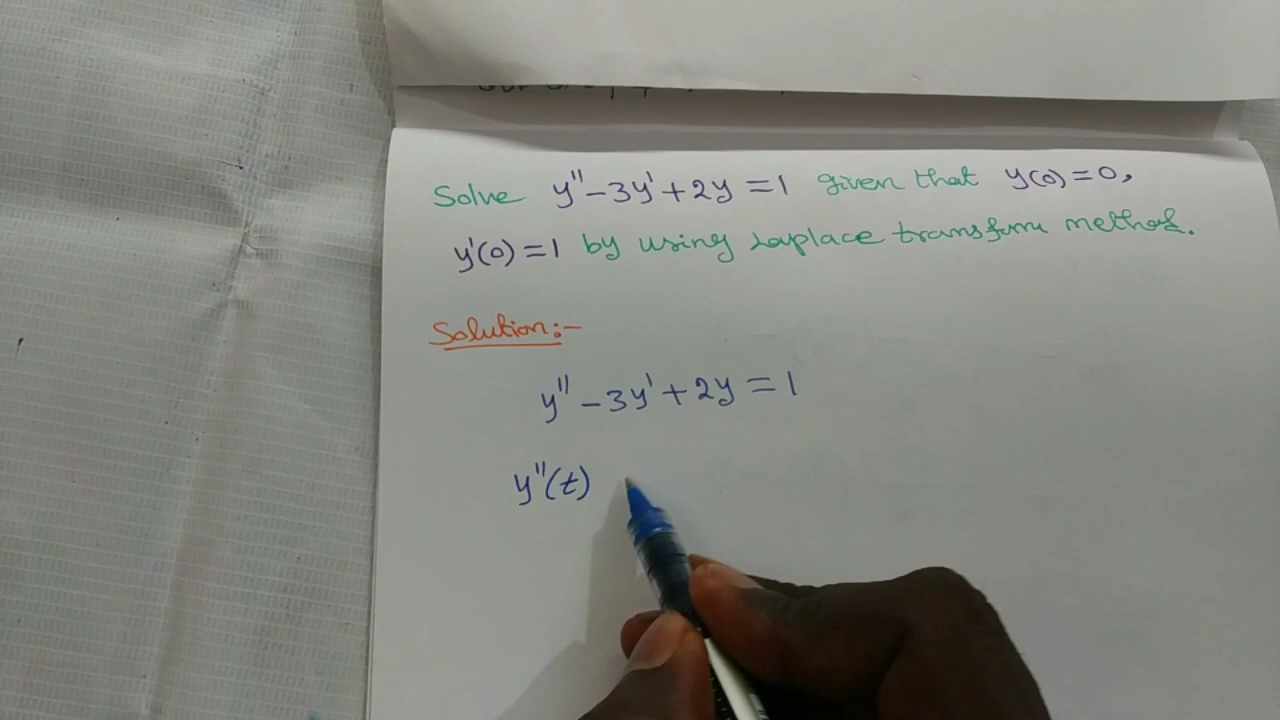 Solve y'' - 3y' + 2y = 1 given that y(0) = 0,
y'(0) = 1 by using Laplace transform method.
Solution:-
y'' - 3y' + 2y = 1
y''(t)